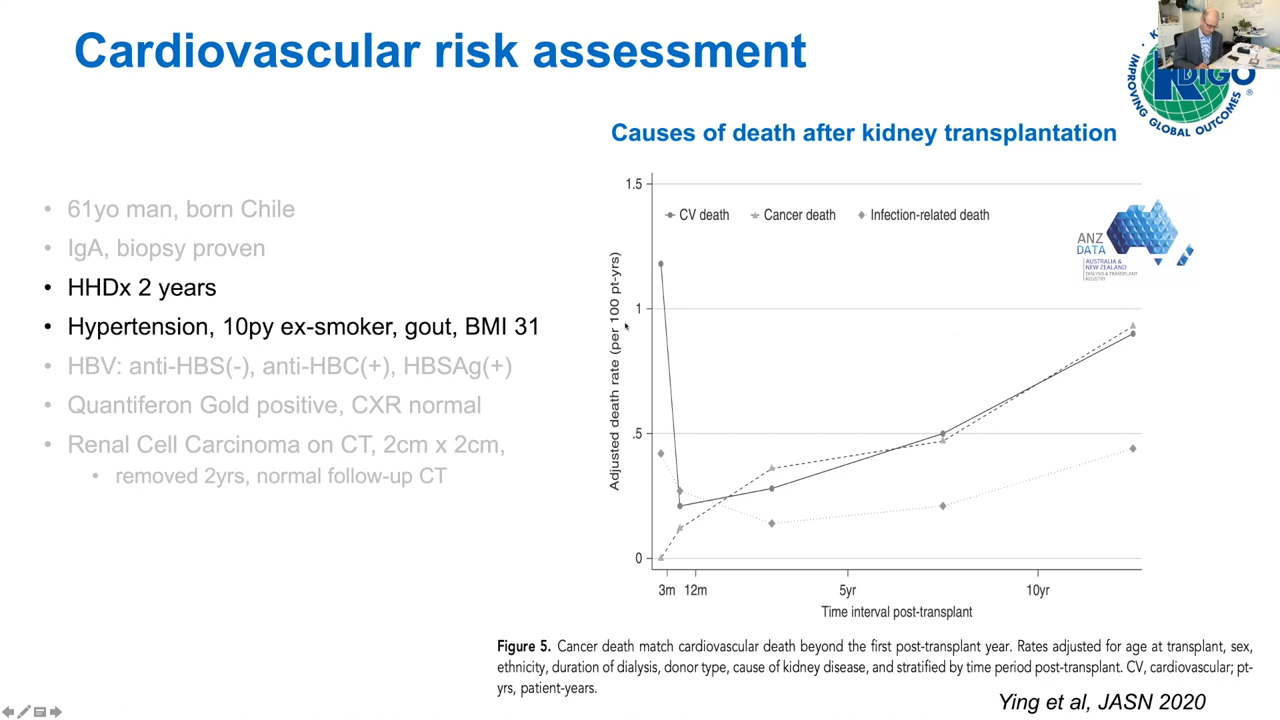 Cardiovascular risk assessment
KDIGO
IMPROVING GLOBAL OUTCOMES
®
Causes of death after kidney transplantation
• 61yo man, born Chile
• IgA, biopsy proven
• HHDx 2 years
• Hypertension, 10py ex-smoker, gout, BMI 31
• HBV: anti-HBS(-), anti-HBC(+), HBSAg(+)
• Quantiferon Gold positive, CXR normal
• Renal Cell Carcinoma on CT, 2cm x 2cm,
• removed 2yrs, normal follow-up CT
1.5
CV death Cancer death Infection-related death
ANZ
DATA
AUSTRALIA &
NEW ZEALAND
DIALYSIS & TRANSPLANT
REGISTRY
Adjusted death rate (per 100 pt-yrs)
1
.5
0
3m 12m 5yr 10yr
Time interval post-transplant
Figure 5. Cancer death match cardiovascular death beyond the first post-transplant year. Rates adjusted for age at transplant, sex,
ethnicity, duration of dialysis, donor type, cause of kidney disease, and stratified by time period post-transplant. CV, cardiovascular; pt-
yrs, patient-years.
Ying et al, JASN 2020